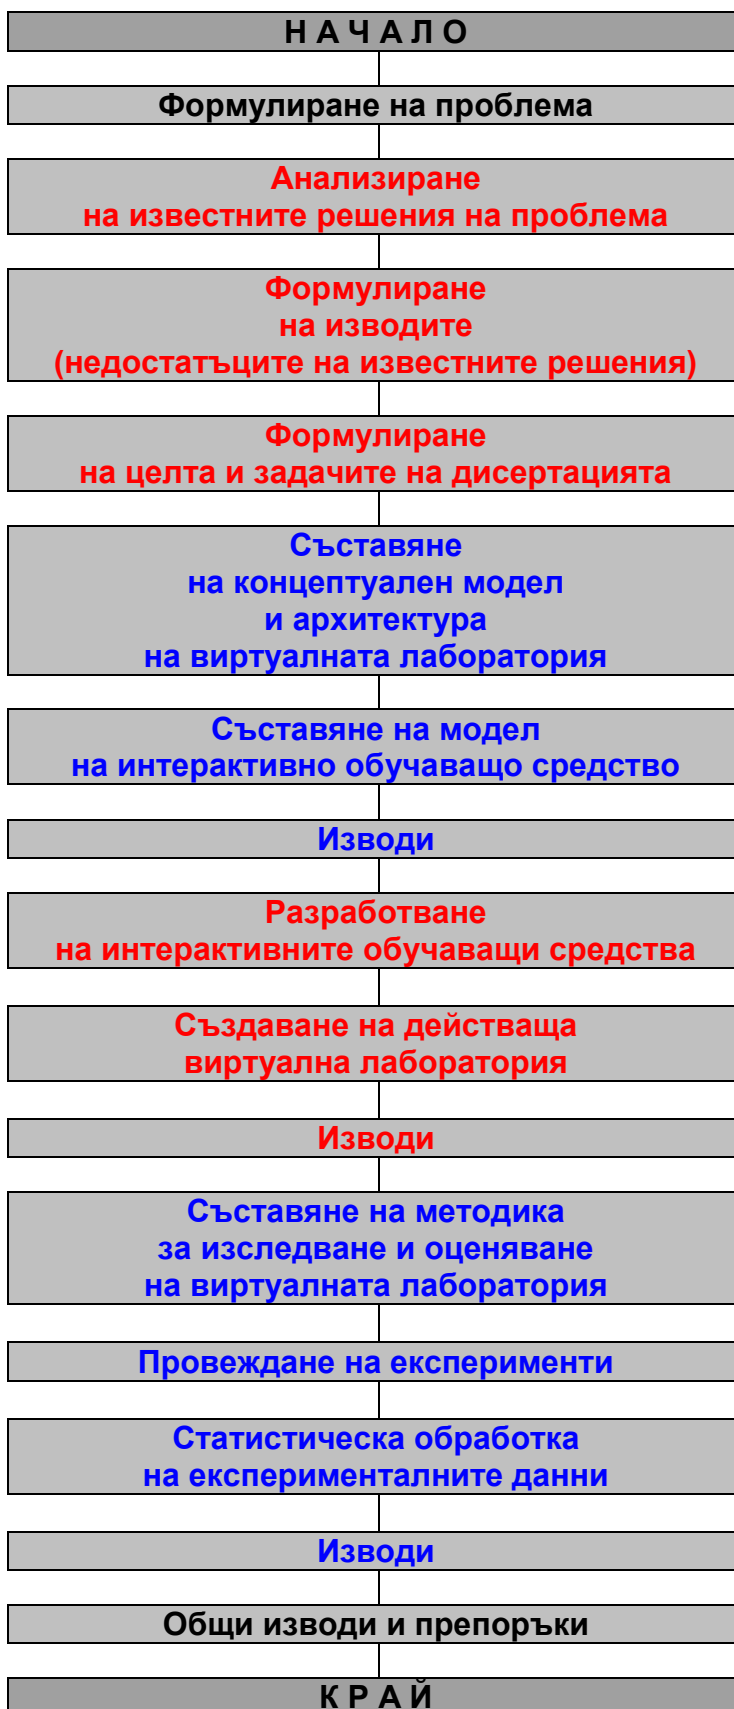 Н А Ч А Л О
Формулиране на проблема
Анализиране
на известните решения на проблема
Формулиране
на изводите
(недостатъците на известните решения)
Формулиране
на целта и задачите на дисертацията
Съставяне
на концептуален модел
и архитектура
на виртуалната лаборатория
Съставяне на модел
на интерактивно обучаващо средство
Изводи
Разработване
на интерактивните обучаващи средства
Създаване на действаща
виртуална лаборатория
Изводи
Съставяне на методика
за изследване и оценяване
на виртуалната лаборатория
Провеждане на експерименти
Статистическа обработка
на експерименталните данни
Изводи
Общи изводи и препоръки
К Р А Й